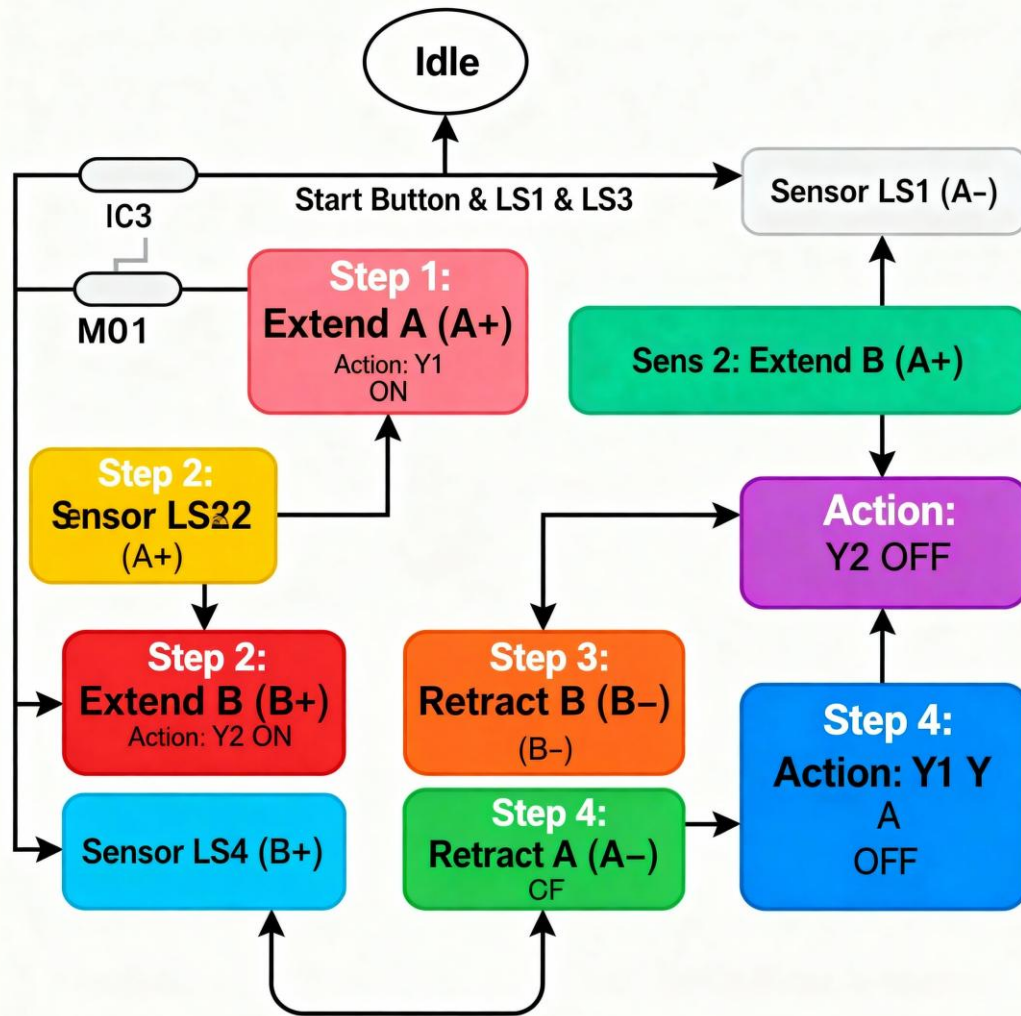 Idle
IC3
Start Button & LS1 & LS3
Sensor LS1 (A–)
M01
Step 1:
Extend A (A+)
Action: Y1
ON
Sens 2: Extend B (A+)
Step 2:
(A+)
Action:
Y2 OFF
Step 2:
Extend B (B+)
Action: Y2 ON
Step 3:
Retract B (B–)
(B–)
Step 4:
Action: Y1 Y
A
OFF
Sensor LS4 (B+)
Step 4:
Retract A (A–)
CF